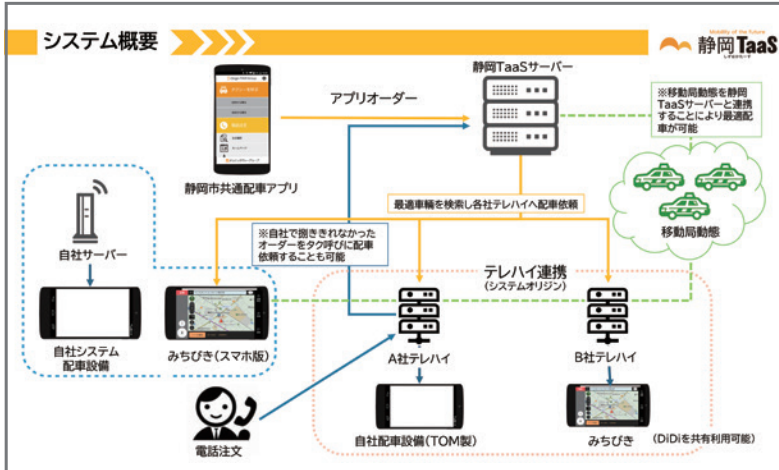 システム概要
Mobility of the Future
静岡TaaS
しずおかたーす
静岡TaaSサーバー
アプリオーダー
※移動局動態を静岡
TaaSサーバーと連携
することにより最適配
車が可能
静岡市共通配車アプリ
最適車輌を検索し各社テレハイへ配車依頼
移動局動態
※自社で捌ききれなかった
オーダーをタク呼びに配車
依頼することも可能
自社サーバー
テレハイ連携
(システムオリジン)
自社システム
配車設備
みちびき(スマホ版)
A社テレハイ
B社テレハイ
電話注文
自社配車設備(TOM製)
みちびき
(DiDiを共有利用可能)